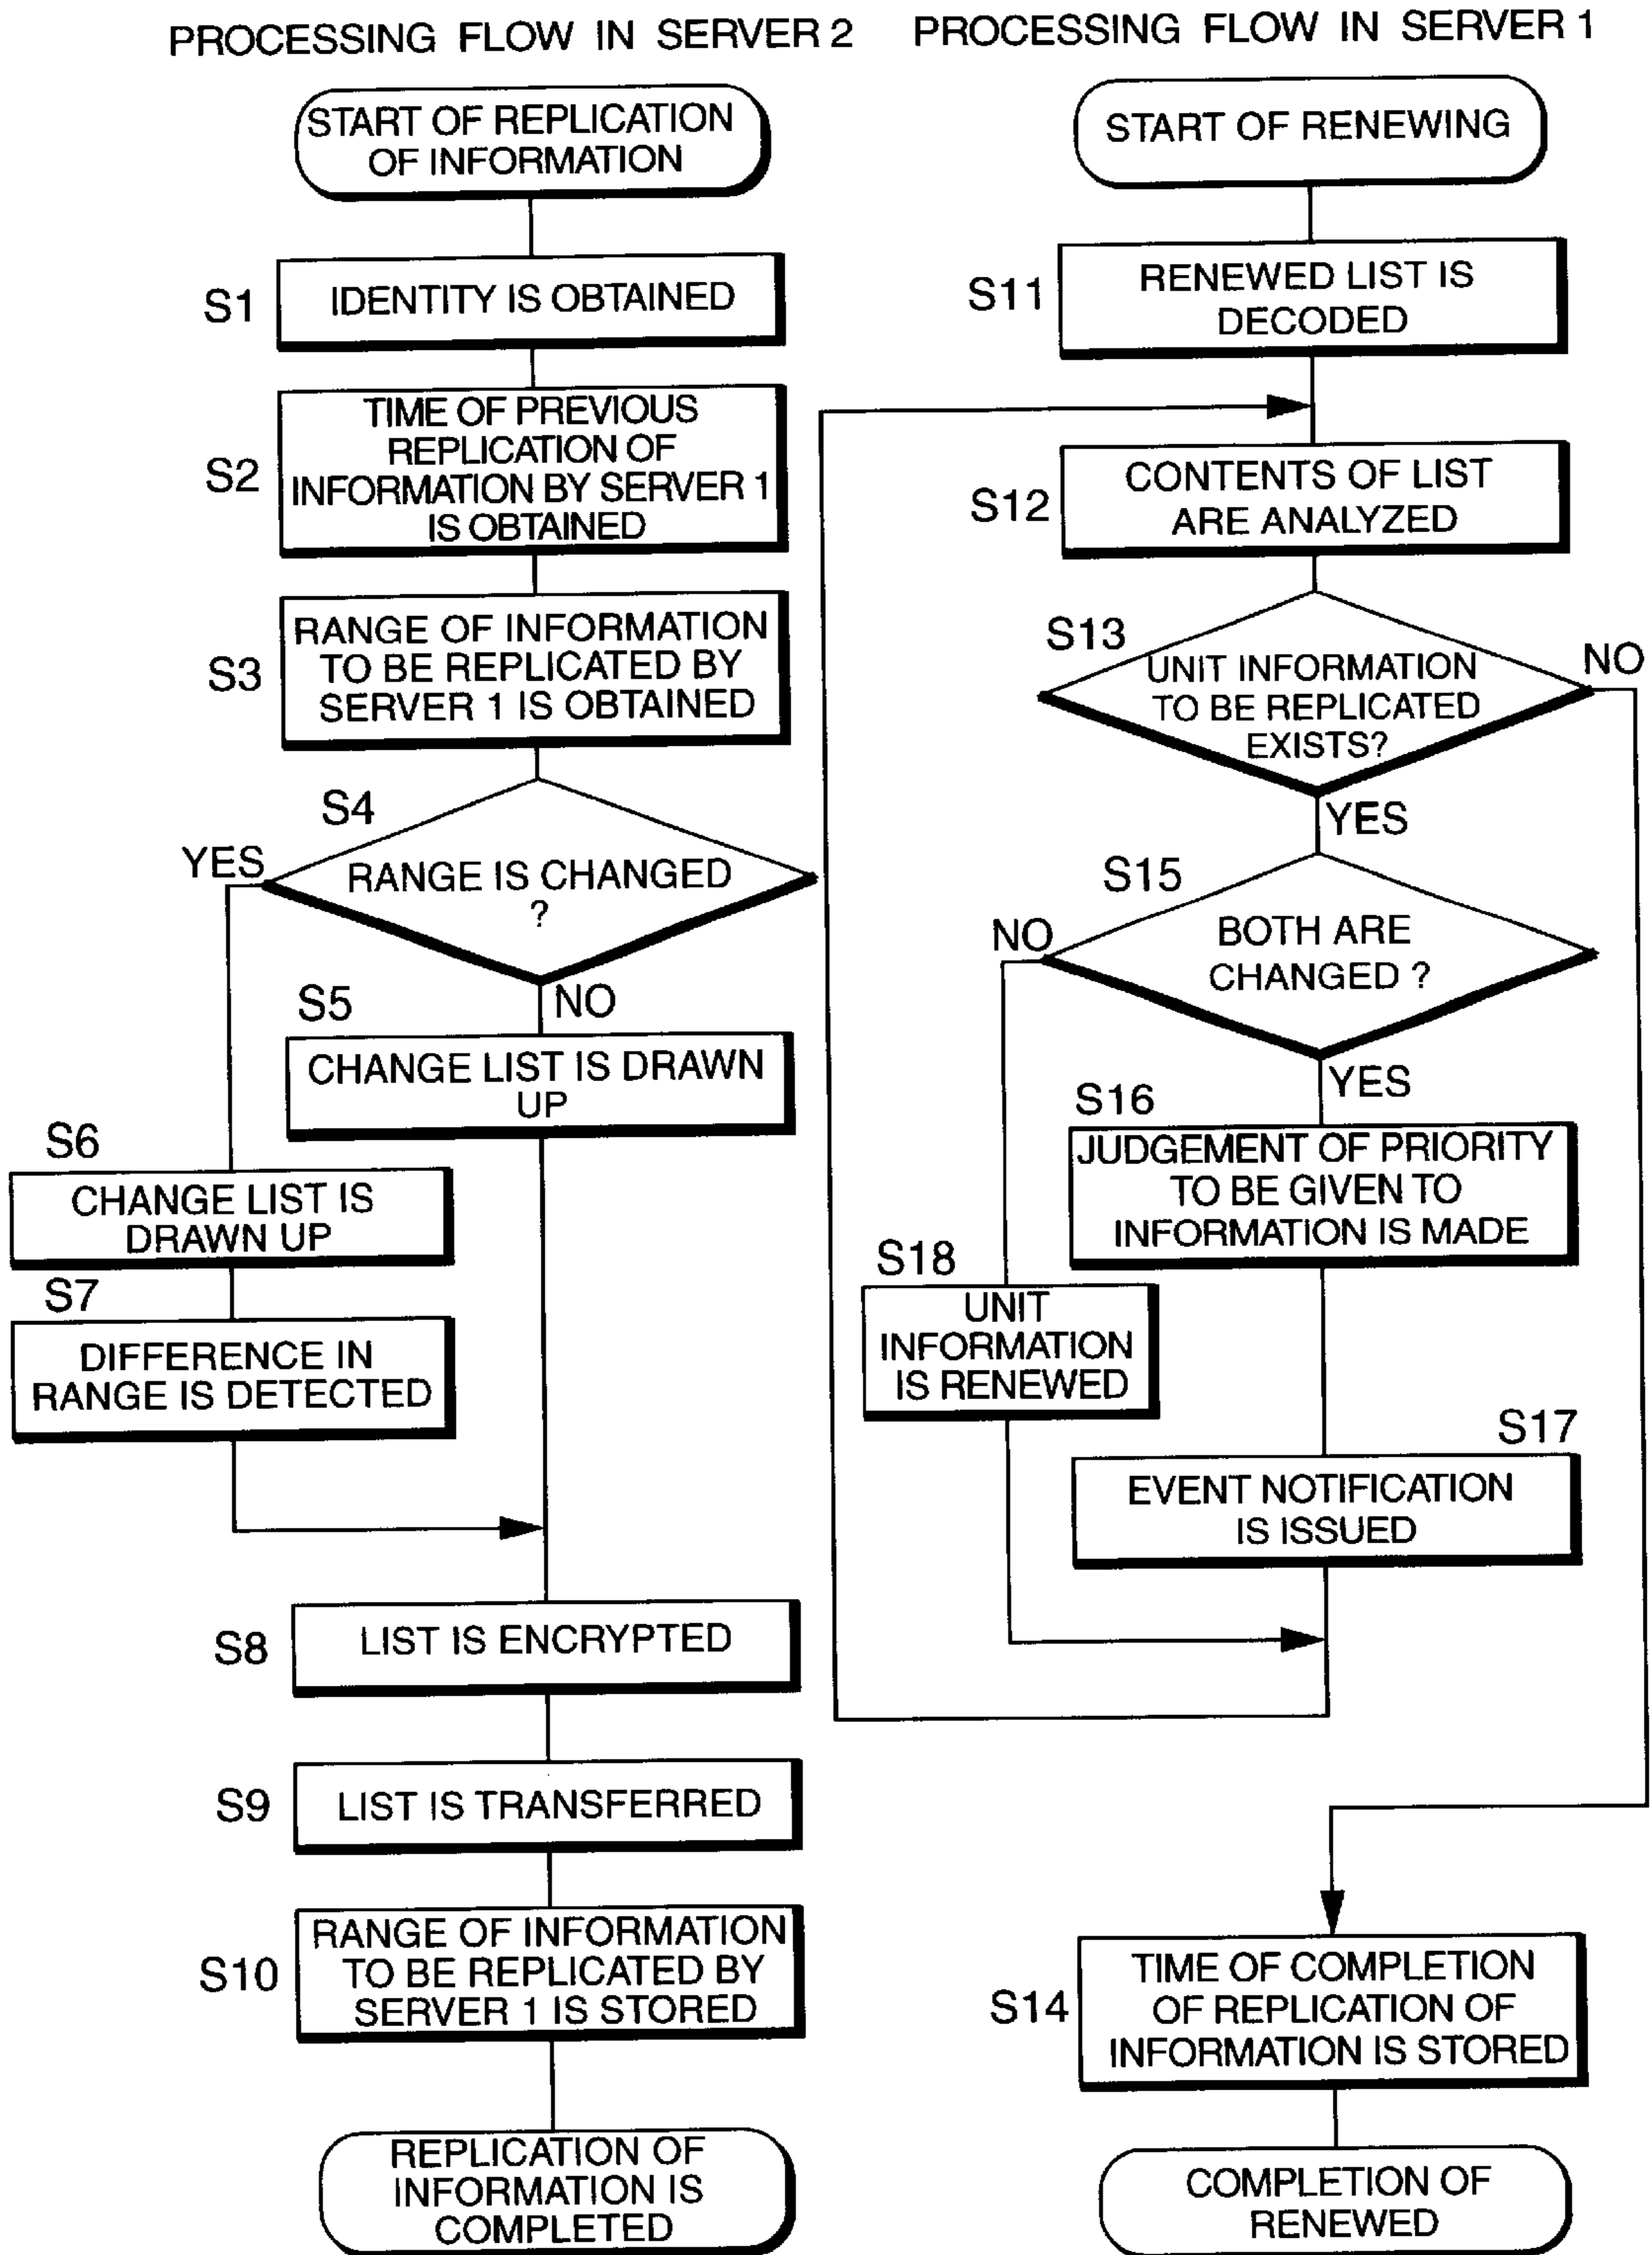 PROCESSING FLOW IN SERVER 2
START OF REPLICATION
OF INFORMATION
S1
IDENTITY IS OBTAINED
S2
TIME OF PREVIOUS
REPLICATION OF
INFORMATION BY SERVER 1
IS OBTAINED
S3
RANGE OF INFORMATION
TO BE REPLICATED BY
SERVER 1 IS OBTAINED
S4
YES
RANGE IS CHANGED
?
NO
S5
CHANGE LIST IS DRAWN
UP
S6
CHANGE LIST IS
DRAWN UP
S7
DIFFERENCE IN
RANGE IS DETECTED
S8
LIST IS ENCRYPTED
S9
LIST IS TRANSFERRED
S10
RANGE OF INFORMATION
TO BE REPLICATED BY
SERVER 1 IS STORED
REPLICATION OF
INFORMATION IS
COMPLETED
PROCESSING FLOW IN SERVER 1
START OF RENEWING
S11
RENEWED LIST IS
DECODED
S12
CONTENTS OF LIST
ARE ANALYZED
S13
UNIT INFORMATION
TO BE REPLICATED
EXISTS?
NO
YES
S15
NO
BOTH ARE
CHANGED ?
YES
S16
JUDGEMENT OF PRIORITY
TO BE GIVEN TO
INFORMATION IS MADE
S18
UNIT
INFORMATION
IS RENEWED
S17
EVENT NOTIFICATION
IS ISSUED
S14
TIME OF COMPLETION
OF REPLICATION OF
INFORMATION IS STORED
COMPLETION OF
RENEWED